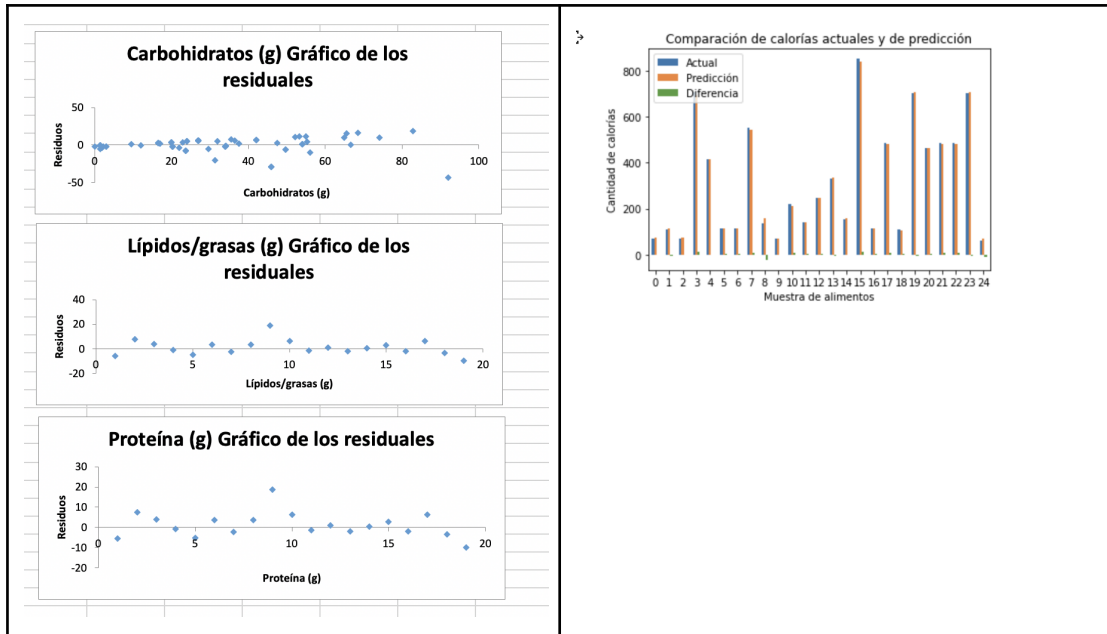 Carbohidratos (g) Gráfico de los
residuales
50
0
-50
0 20 40 60 80 100
Residuos
Carbohidratos (g)
Lípidos/grasas (g) Gráfico de los
residuales
40
20
0
-20
0 5 10 15 20
Residuos
Lípidos/grasas (g)
Proteína (g) Gráfico de los residuales
30
20
10
0
-10
-20
0 5 10 15 20
Residuos
Proteína (g)
Comparación de calorías actuales y de predicción
Actual
Predicción
Diferencia
800
600
400
200
0
Cantidad de calorías
0 1 2 3 4 5 6 7 8 9 10 11 12 13 14 15 16 17 18 19 20 21 22 23 24
Muestra de alimentos